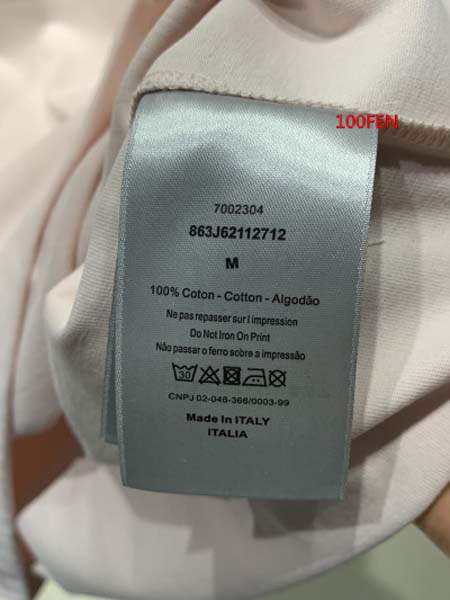 100FEN
7002304
863J62112712
M
100% Coton - Cotton - Algodão
Ne pas repasser sur l impression
Do Not Iron On Print
Não passar o ferro sobre a impressão
30
CNPJ 02-046-366/0003-99
Made In ITALY
ITALIA